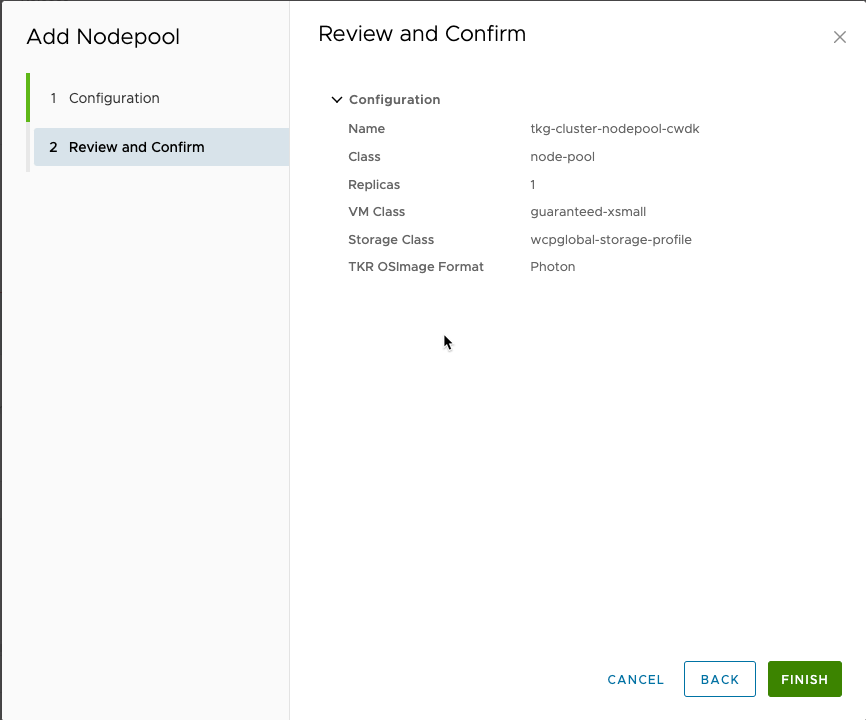 Add Nodepool
1 Configuration
2 Review and Confirm
Review and Confirm
Configuration
Name tkg-cluster-nodepool-cwdk
Class node-pool
Replicas 1
VM Class guaranteed-xsmall
Storage Class wcpglobal-storage-profile
TKR OSImage Format Photon
CANCEL BACK FINISH